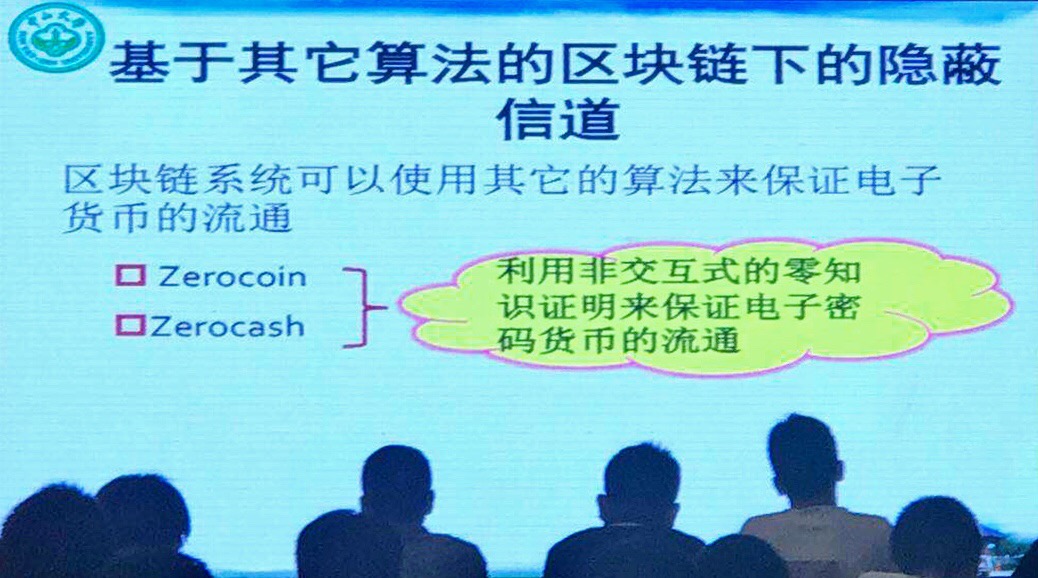 基于其它算法的区块链下的隐蔽
信道
区块链系统可以使用其它的算法来保证电子
货币的流通
Zerocoin
Zerocash
利用非交互式的零知
识证明来保证电子密
码货币的流通